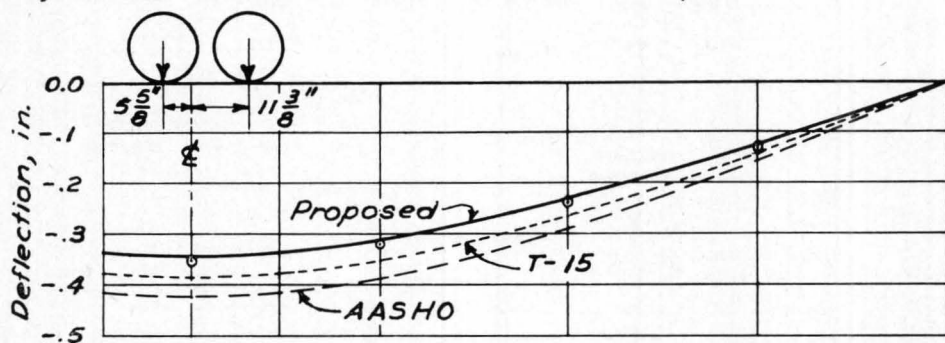 0.0
-.1
-.2
-.3
-.4
-.5
Deflection, in.
5 5/8"
11 3/8"
℄
Proposed
T-15
AASHO